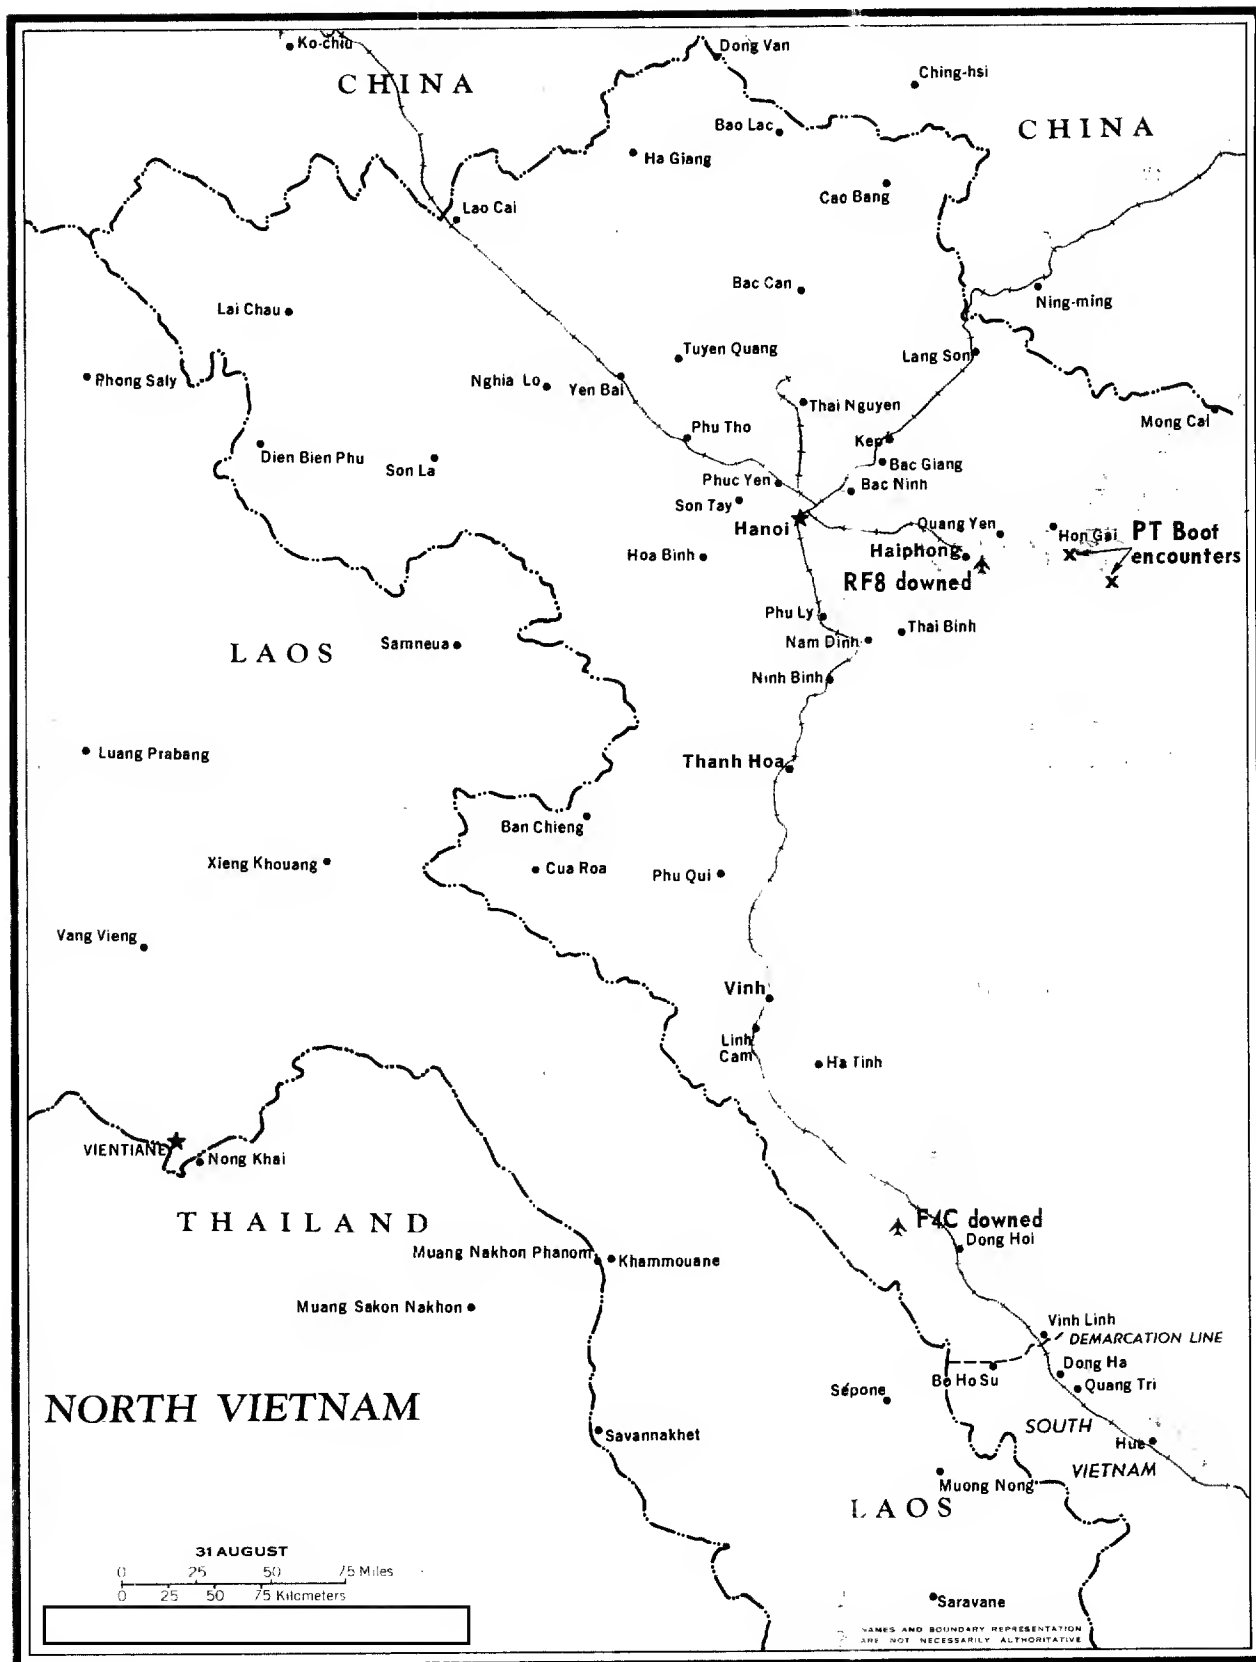 Ko-chiu
Dong Van
CHINA
Ching-hsi
Bao Lac
CHINA
Ha Giang
Cao Bang
Lao Cai
Bac Can
Ning-ming
Lai Chau
Tuyen Quang
Lang Son
Phong Saly
Nghia Lo
Yen Bai
Thai Nguyen
Mong Cai
Phu Tho
Kep
Dien Bien Phu
Son La
Bac Giang
Phuc Yen
Bac Ninh
Son Tay
Hanoi
Quang Yen
Hon Gai
PT Boat
encounters
Hoa Binh
Haiphong
RF8 downed
Phu Ly
Thai Binh
Nam Dinh
LAOS
Samneua
Ninh Binh
Luang Prabang
Thanh Hoa
Ban Chieng
Xieng Khouang
Cua Roa
Phu Qui
Vang Vieng
Vinh
Linh
Cam
Ha Tinh
VIENTIANE
Nong Khai
THAILAND
F4C downed
Dong Hoi
Muang Nakhon Phanom
Khammouane
Muang Sakon Nakhon
Vinh Linh
DEMARCATION LINE
Dong Ha
Bo Ho Su
Quang Tri
Sépone
NORTH VIETNAM
SOUTH
VIETNAM
Savannakhet
Hue
Muong Nong
LAOS
31 AUGUST
0 25 50 75 Miles
0 25 50 75 Kilometers
Saravane
NAMES AND BOUNDARY REPRESENTATION
ARE NOT NECESSARILY AUTHORITATIVE